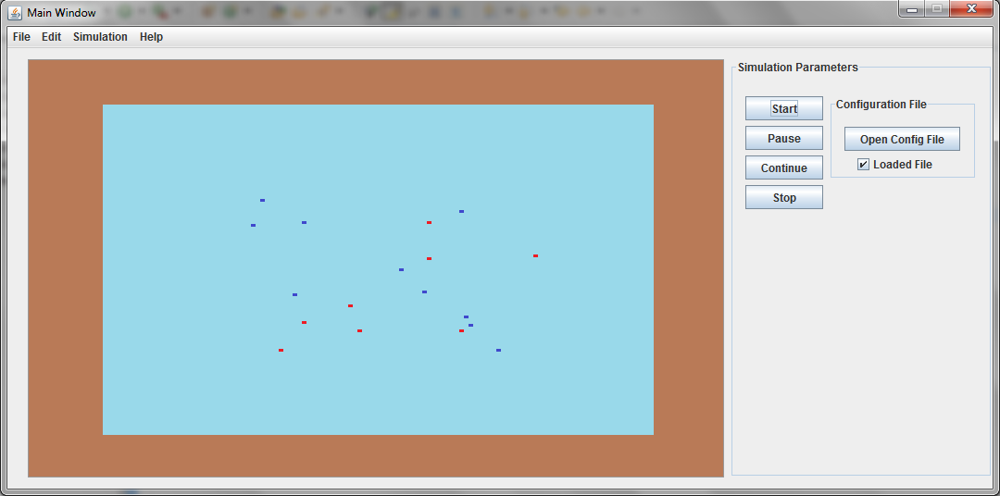 Main Window
File Edit Simulation Help
Simulation Parameters
Start
Pause
Continue
Stop
Configuration File
Open Config File
Loaded File